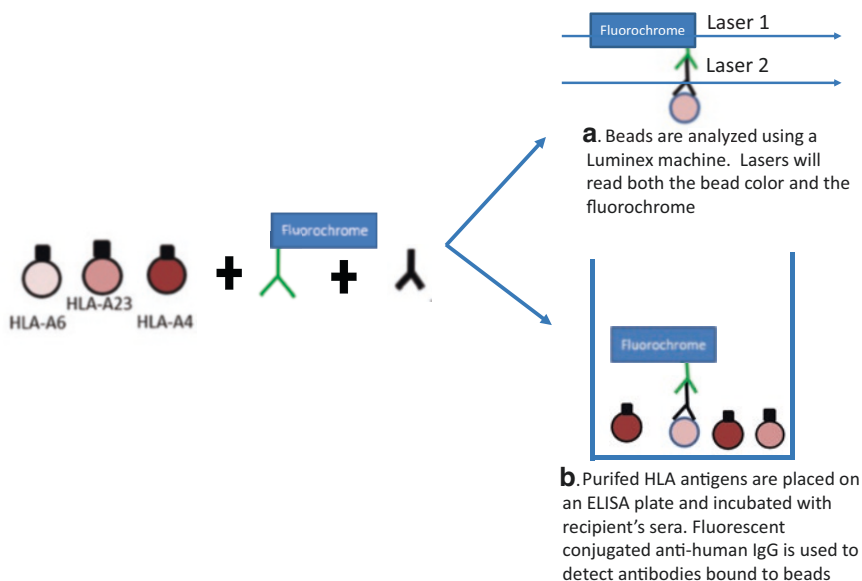 Fluorochrome
Laser 1
Laser 2
a. Beads are analyzed using a
Luminex machine. Lasers will
read both the bead color and the
fluorochrome
Fluorochrome
HLA-A6
HLA-A23
HLA-A4
+
+
Fluorochrome
b. Purifed HLA antigens are placed on
an ELISA plate and incubated with
recipient's sera. Fluorescent
conjugated anti-human IgG is used to
detect antibodies bound to beads